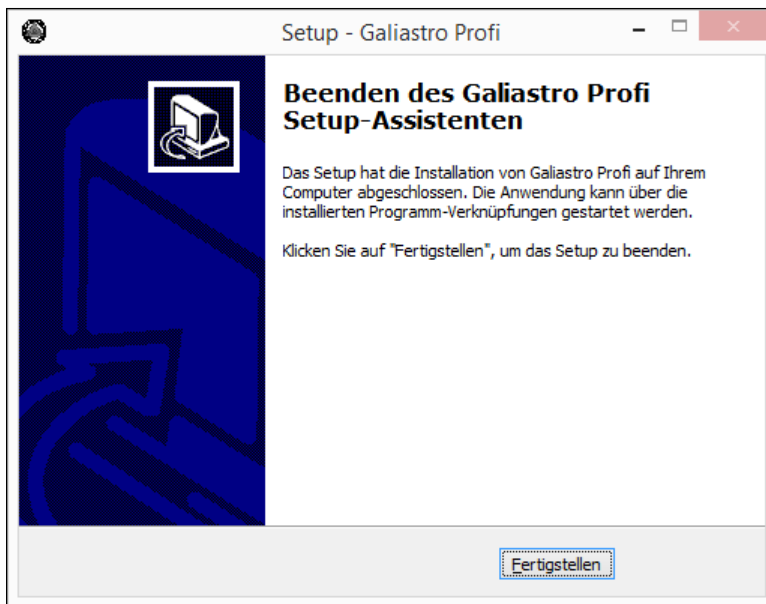 Setup - Galiastro Profi
Beenden des Galiastro Profi
Setup-Assistenten
Das Setup hat die Installation von Galiastro Profi auf Ihrem
Computer abgeschlossen. Die Anwendung kann über die
installierten Programm-Verknüpfungen gestartet werden.
Klicken Sie auf "Fertigstellen", um das Setup zu beenden.
Fertigstellen